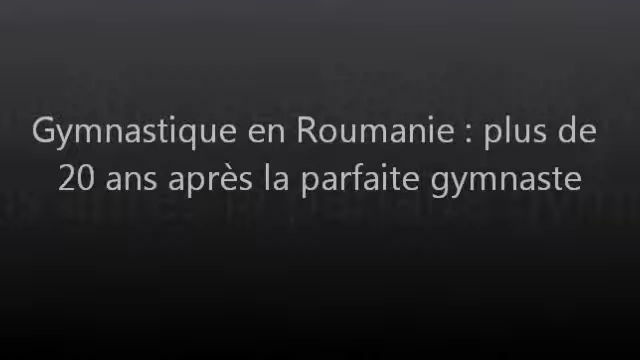 Gymnastique en Roumanie : plus de
20 ans après la parfaite gymnaste